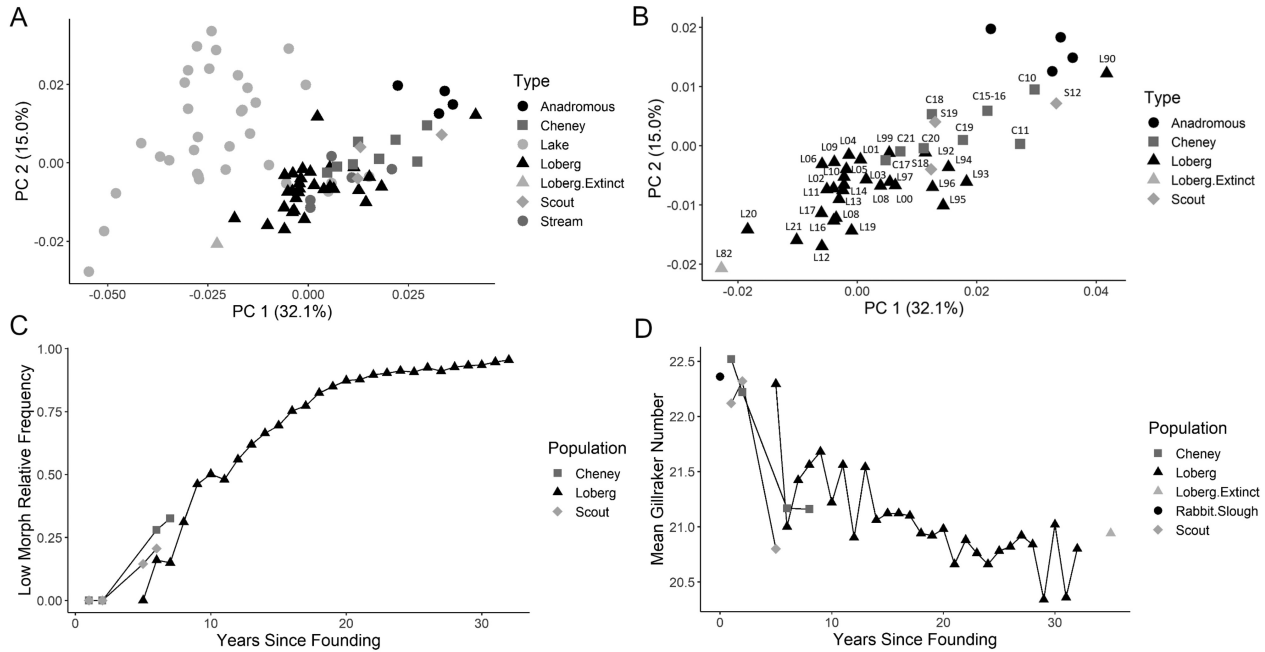 A
0.02
0.00
-0.02
PC 2 (15.0%)
-0.050
-0.025
0.000
0.025
PC 1 (32.1%)
Type
Anadromous
Cheney
Lake
Loberg
Loberg.Extinct
Scout
Stream
B
0.02
0.01
0.00
-0.01
-0.02
PC 2 (15.0%)
L90
C10
S12
C15-16
C18
S19
C19
C11
L99
C21
C20
L04
L01
L09
L06
C17
S18
L92
L94
L10
L05
L02
L03
L97
L93
L11
L14
L08
L00
L96
L13
L95
L17
L08
L20
L16
L19
L21
L12
L82
-0.02
0.00
0.02
0.04
PC 1 (32.1%)
Type
Anadromous
Cheney
Loberg
Loberg.Extinct
Scout
C
1.00
0.75
0.50
0.25
0.00
Low Morph Relative Frequency
0
10
20
30
Years Since Founding
Population
Cheney
Loberg
Scout
D
22.5
22.0
21.5
21.0
20.5
Mean Gillraker Number
0
10
20
30
Years Since Founding
Population
Cheney
Loberg
Loberg.Extinct
Rabbit.Slough
Scout